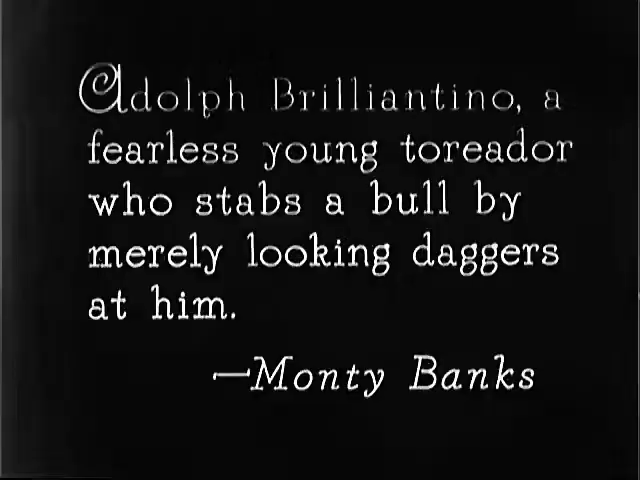 Adolph Brilliantino, a
fearless young toreador
who stabs a bull by
merely looking daggers
at him.
—Monty Banks